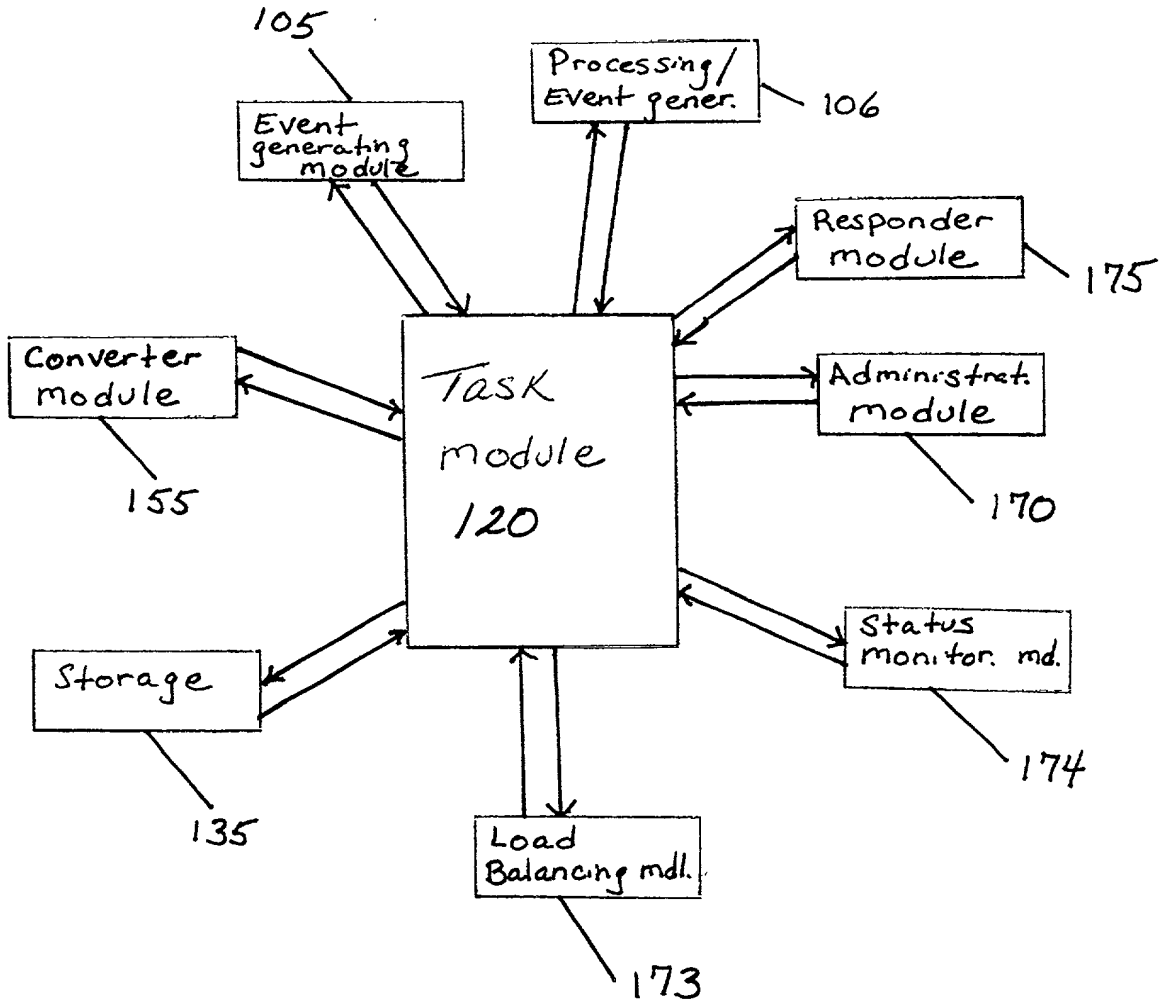 105
Event
generating
module
Processing/
Event gener.
106
Responder
module
175
Converter
module
155
Task
module
120
Administrat.
module
170
Storage
135
Status
monitor. md.
174
Load
Balancing mdl.
173